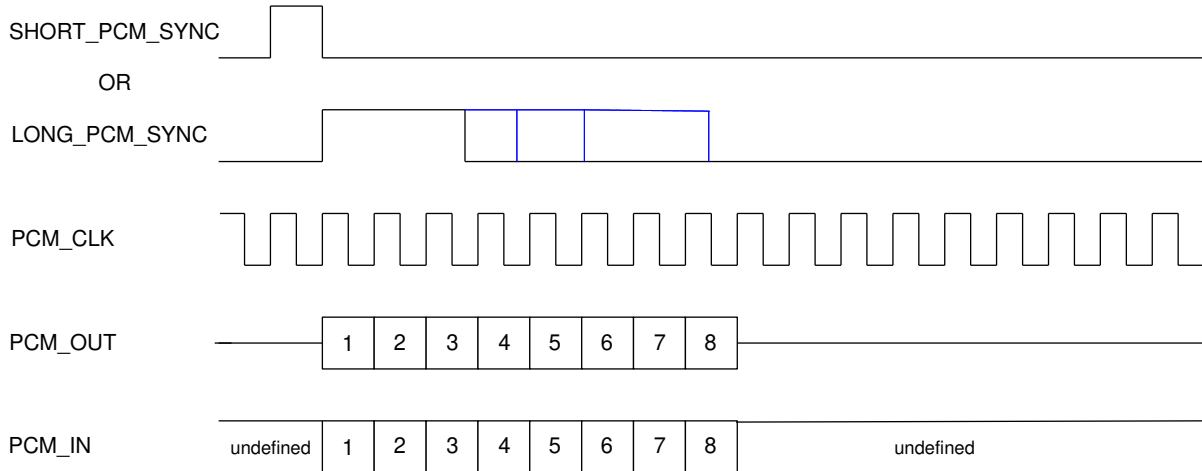 SHORT_PCM_SYNC
OR
LONG_PCM_SYNC
PCM_CLK
PCM_OUT 1 2 3 4 5 6 7 8
PCM_IN undefined 1 2 3 4 5 6 7 8 undefined